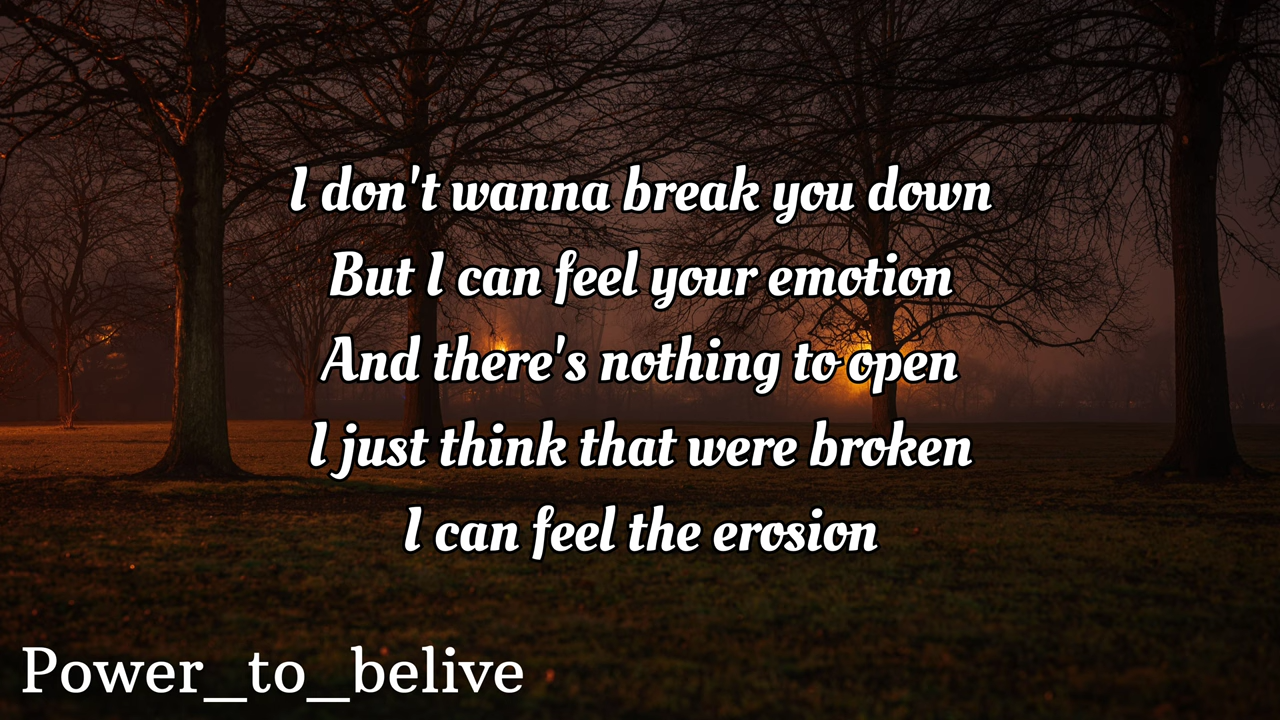 I don't wanna break you down
But I can feel your emotion
And there's nothing to open
I just think that were broken
I can feel the erosion
Power_to_belive